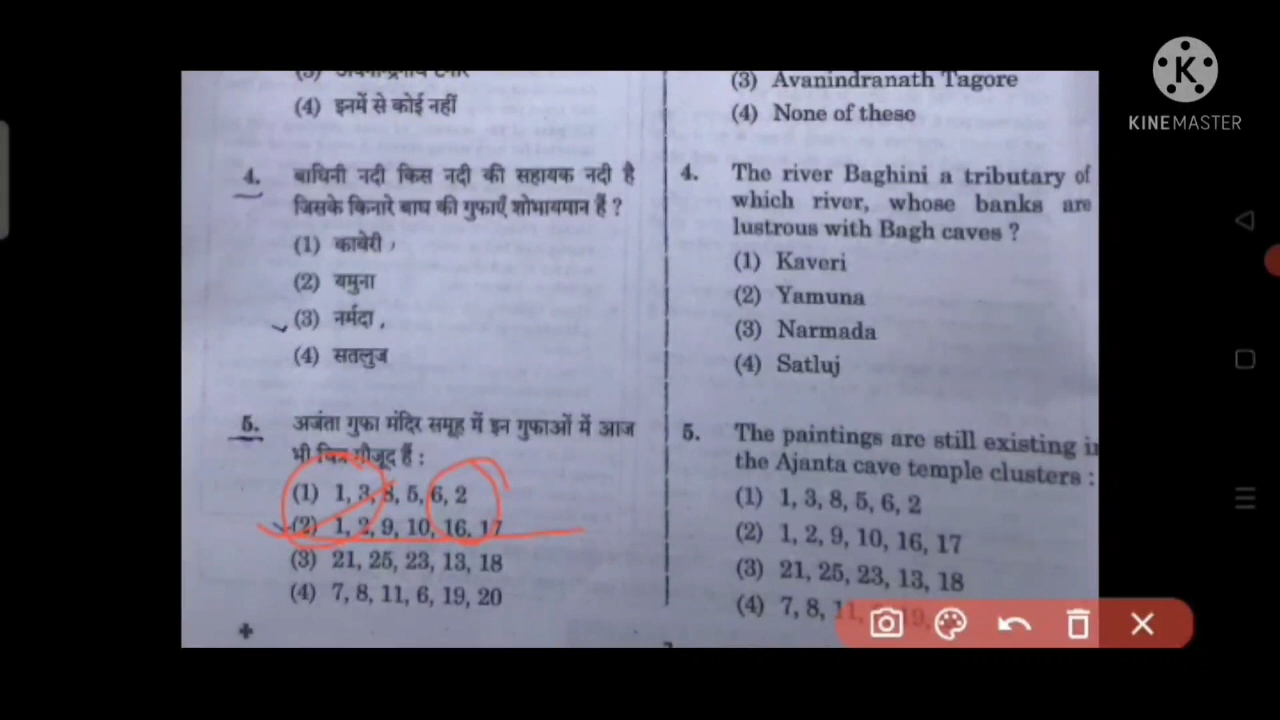 (4) इनमें से कोई नहीं
4. बाघिनी नदी किस नदी की सहायक नदी है
जिसके किनारे बाघ की गुफाएँ शोभायमान हैं ?
(1) कावेरी
(2) यमुना
(3) नर्मदा
(4) सतलुज
5. अजंता गुफा मंदिर समूह में इन गुफाओं में आज
भी चित्र मौजूद हैं :
(1) 1, 3, 8, 5, 6, 2
(2) 1, 2, 9, 10, 16, 17
(3) 21, 25, 23, 13, 18
(4) 7, 8, 11, 6, 19, 20
(3) Avanindranath Tagore
(4) None of these
4. The river Baghini a tributary of
which river, whose banks are
lustrous with Bagh caves ?
(1) Kaveri
(2) Yamuna
(3) Narmada
(4) Satluj
5. The paintings are still existing in
the Ajanta cave temple clusters :
(1) 1, 3, 8, 5, 6, 2
(2) 1, 2, 9, 10, 16, 17
(3) 21, 25, 23, 13, 18
(4) 7, 8, 11,
K
KINEMASTER